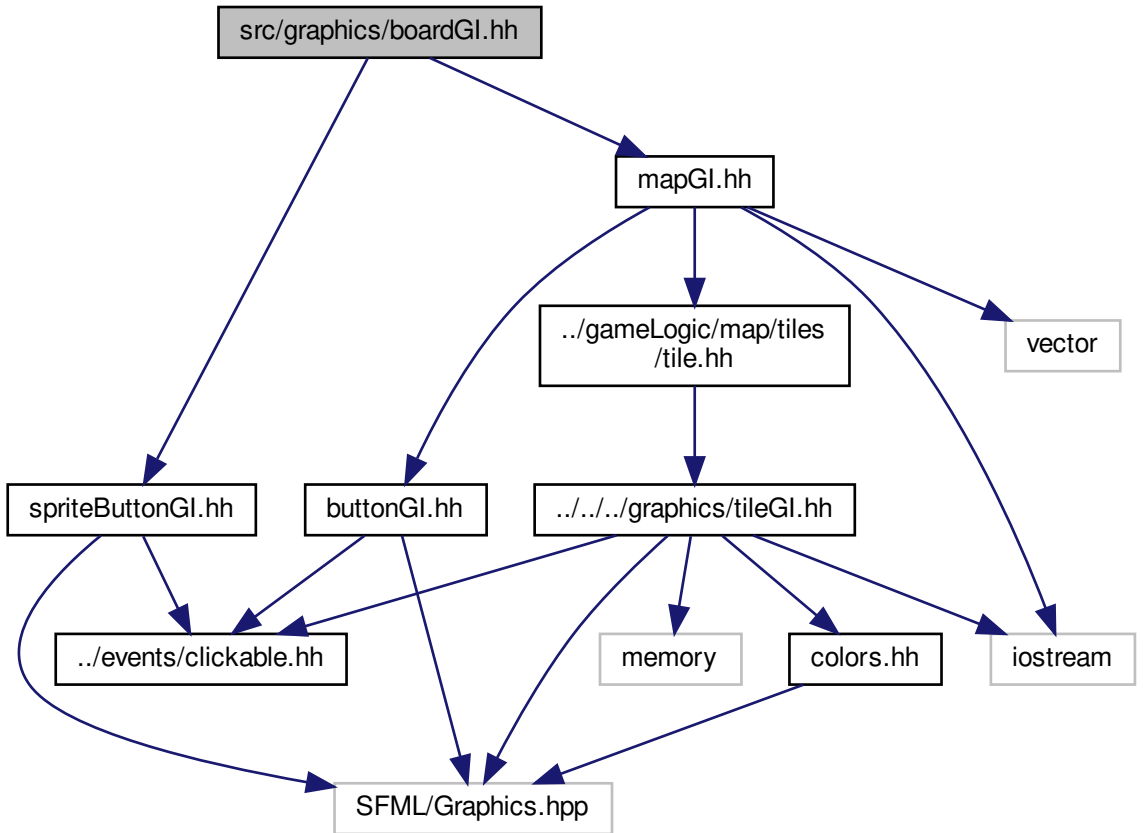 src/graphics/boardGI.hh
mapGI.hh
../gameLogic/map/tiles
/tile.hh
vector
spriteButtonGI.hh
buttonGI.hh
../../../graphics/tileGI.hh
../events/clickable.hh
memory
colors.hh
iostream
SFML/Graphics.hpp